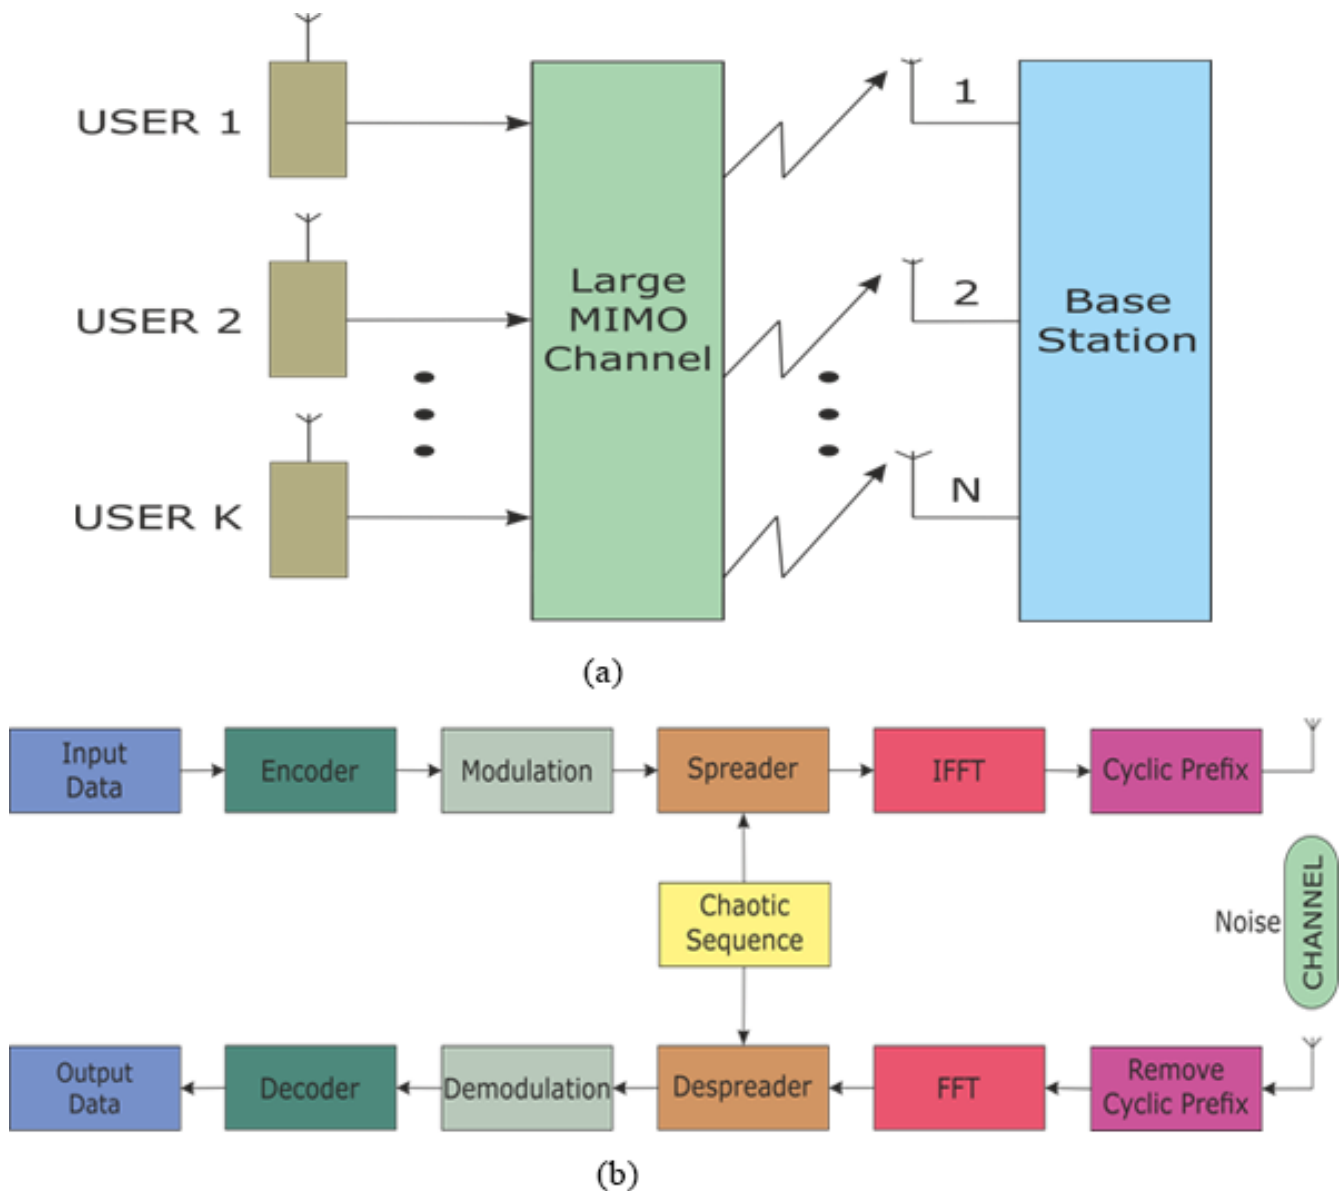 USER 1
1
USER 2
Large
MIMO
Channel
2
Base
Station
USER K
N
(a)
Input
Data
Encoder
Modulation
Spreader
IFFT
Cyclic Prefix
Chaotic
Sequence
Noise
CHANNEL
Output
Data
Decoder
Demodulation
Despreader
FFT
Remove
Cyclic Prefix
(b)